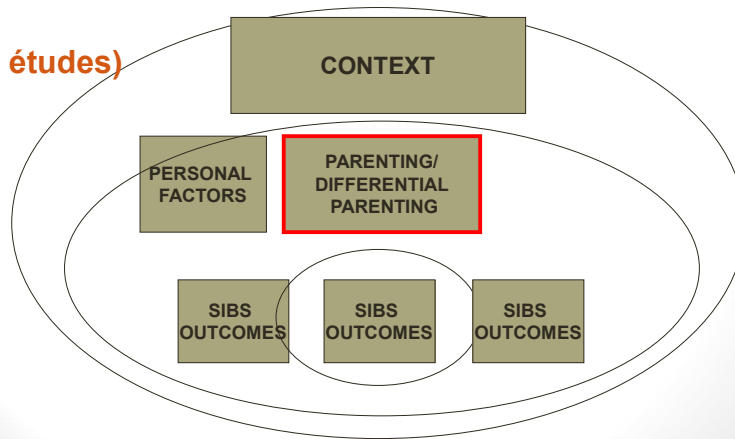 études)
CONTEXT
PERSONAL
FACTORS
PARENTING/
DIFFERENTIAL
PARENTING
SIBS
OUTCOMES
SIBS
OUTCOMES
SIBS
OUTCOMES